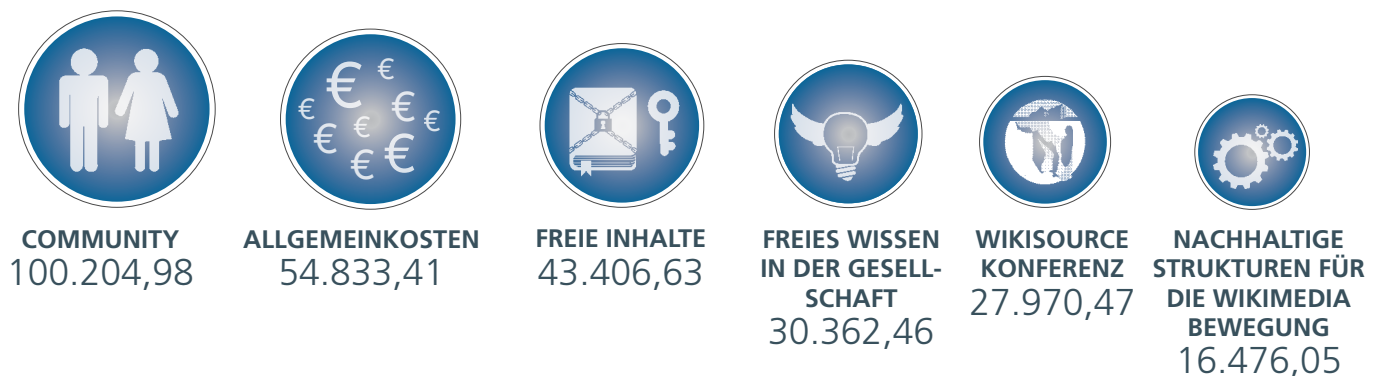 € € € € € € € € €
COMMUNITY
100.204,98
ALLGEMEINKOSTEN
54.833,41
FREIE INHALTE
43.406,63
FREIES WISSEN
IN DER GESELL-
SCHAFT
30.362,46
WIKISOURCE
KONFERENZ
27.970,47
NACHHALTIGE
STRUKTUREN FÜR
DIE WIKIMEDIA
BEWEGUNG
16.476,05